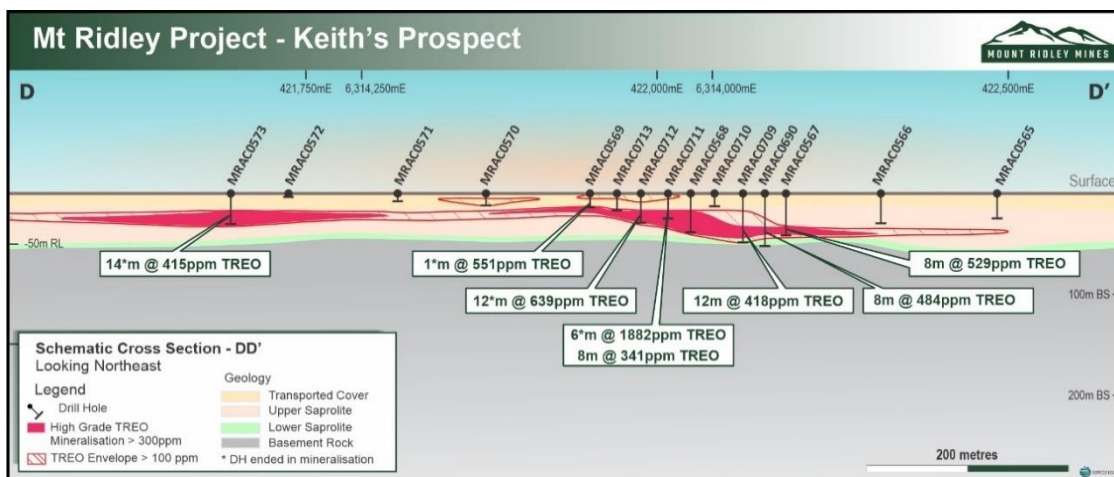 Mt Ridley Project - Keith's Prospect
MOUNT RIDLEY MINES
D
421,750mE
6,314,250mE
422,000mE
6,314,000mE
422,500mE
D'
MRAC0573
MRAC0572
MRAC0571
MRAC0570
MRAC0569
MRAC0713
MRAC0712
MRAC0711
MRAC0568
MRAC0710
MRAC0709
MRAC0690
MRAC0567
MRAC0566
MRAC0565
Surface
-50m RL
14*m @ 415ppm TREO
1*m @ 551ppm TREO
8m @ 529ppm TREO
12*m @ 639ppm TREO
12m @ 418ppm TREO
8m @ 484ppm TREO
100m BS
6*m @ 1882ppm TREO
8m @ 341ppm TREO
Schematic Cross Section - DD'
Looking Northeast
Legend
Drill Hole
High Grade TREO
Mineralisation > 300ppm
TREO Envelope > 100 ppm
Geology
Transported Cover
Upper Saprolite
Lower Saprolite
Basement Rock
* DH ended in mineralisation
200m BS
200 metres